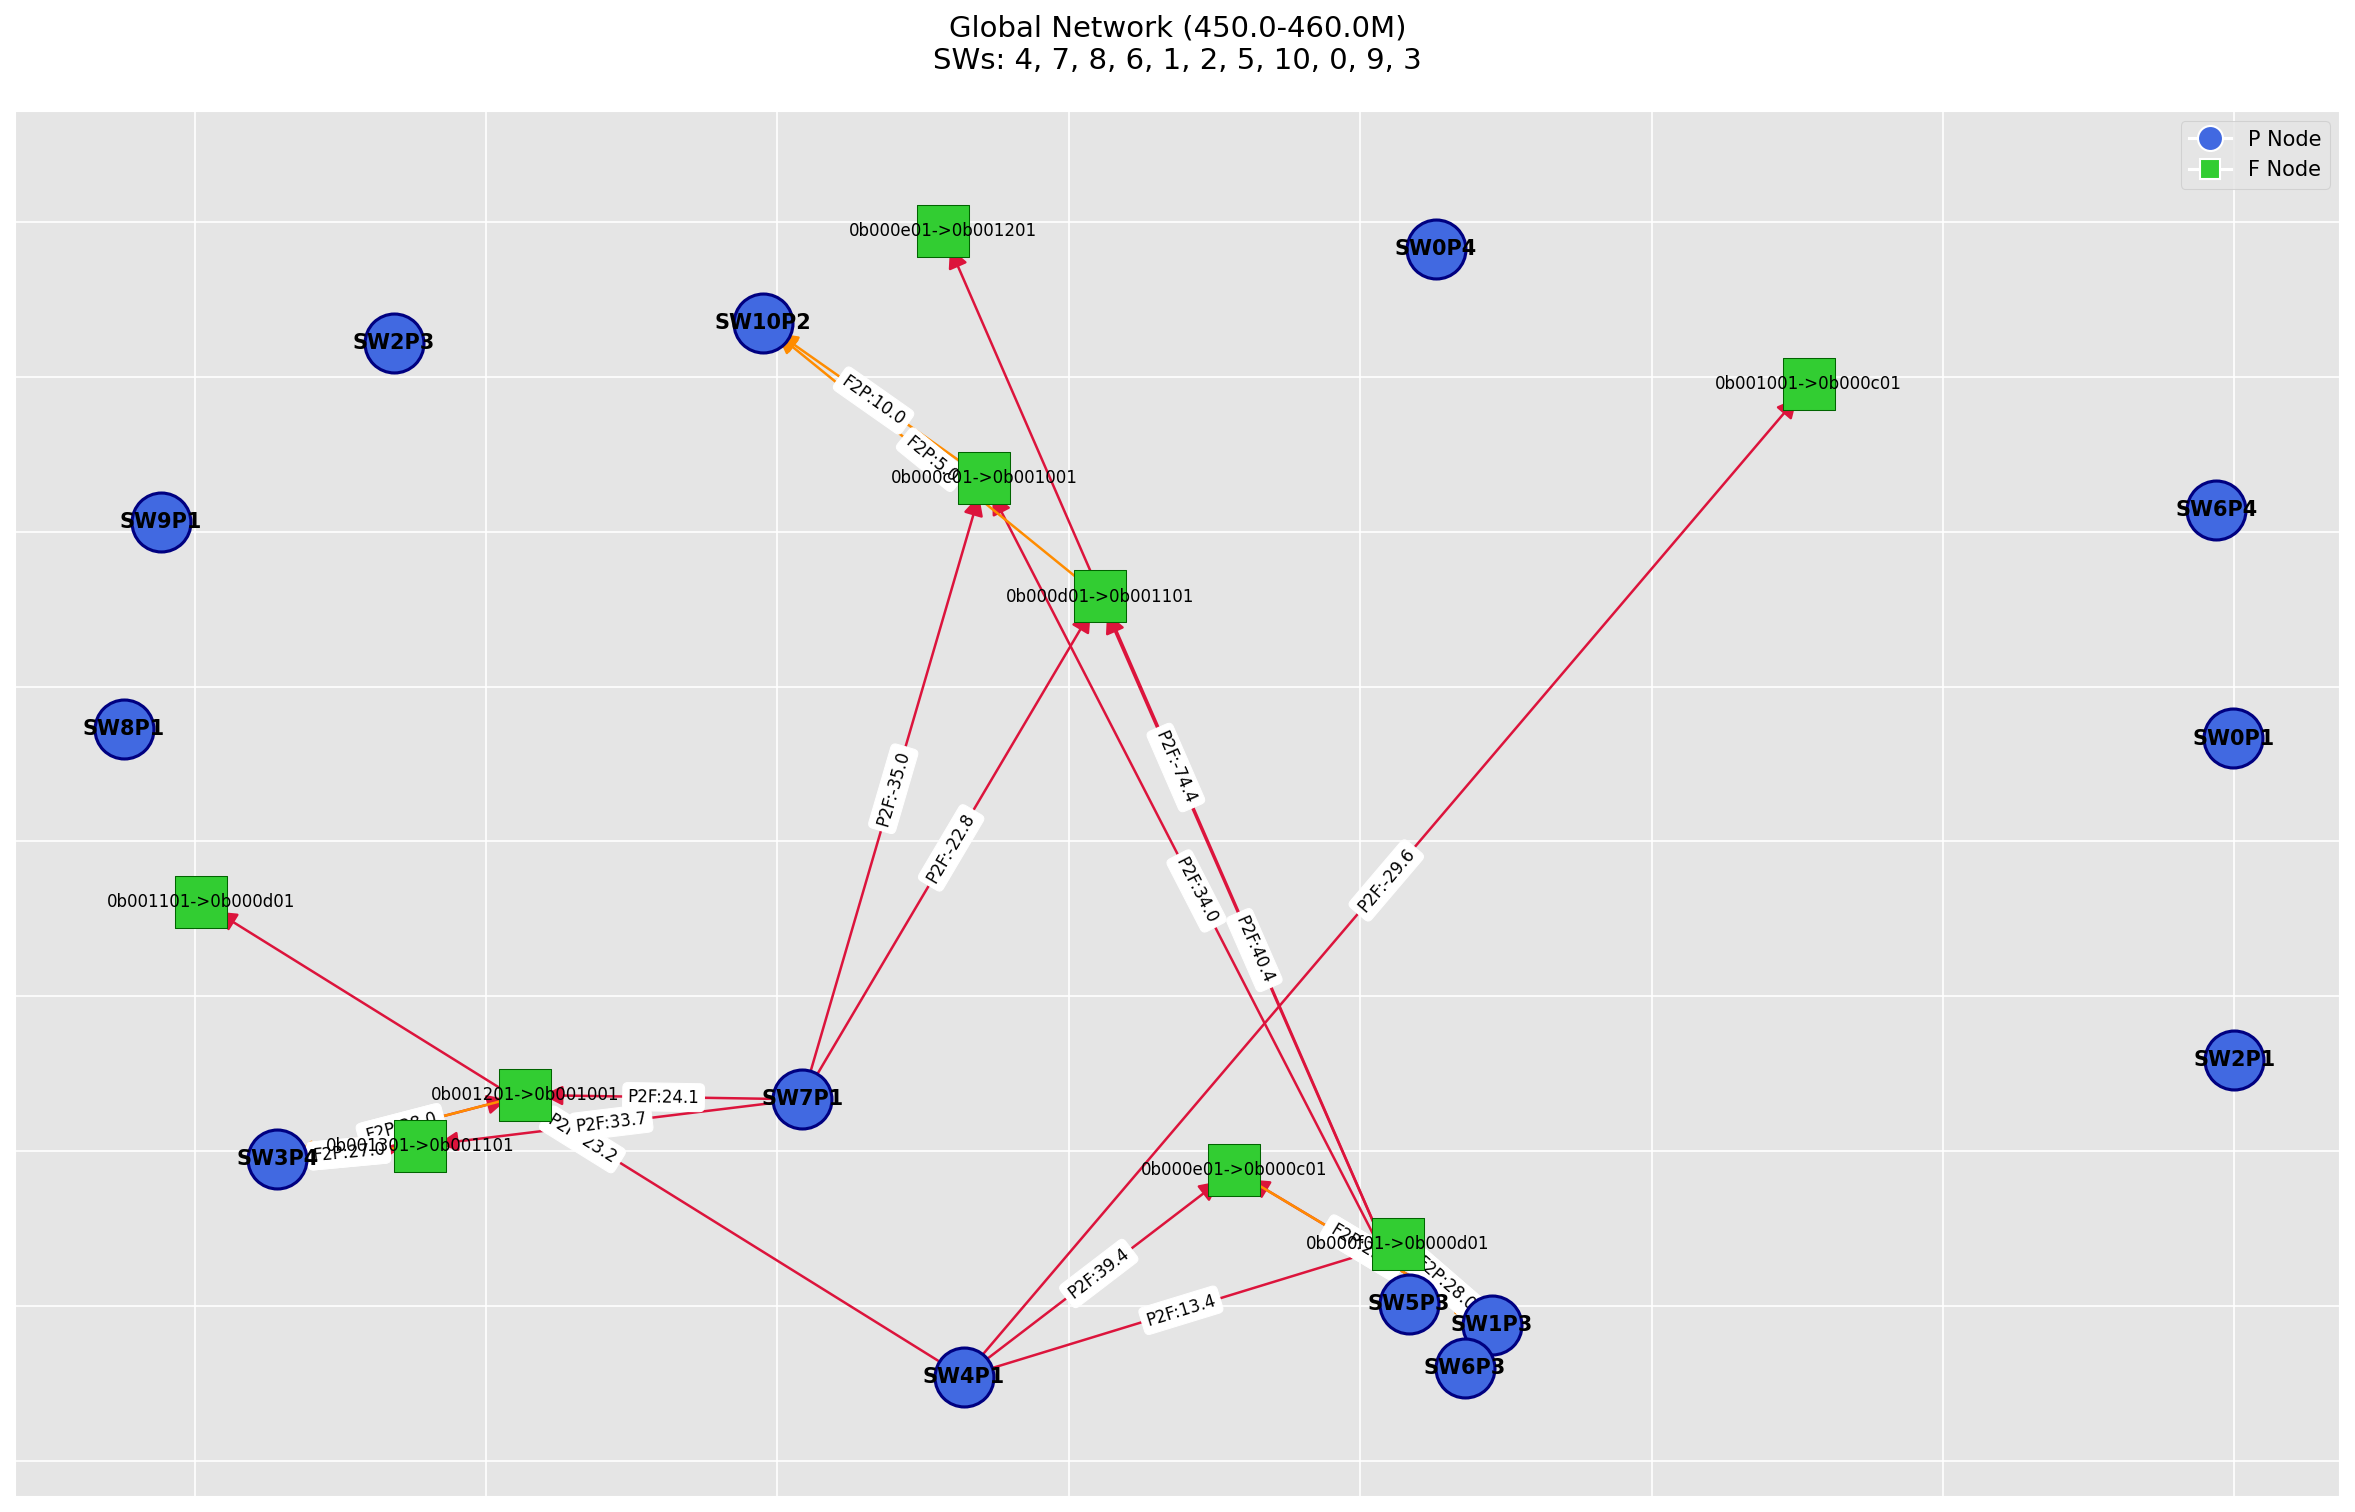 Global Network (450.0-460.0M)
SWs: 4, 7, 8, 6, 1, 2, 5, 10, 0, 9, 3
P Node
F Node
0b000e01->0b001201
SW0P4
SW10P2
SW2P3
0b001001->0b000c01
F2P:10.0
F2P:5.0
0b000c01->0b001001
SW6P4
SW9P1
0b000d01->0b001101
SW8P1
SW0P1
P2F:-74.4
P2F:-35.0
P2F:-22.8
P2F:34.0
P2F:-29.6
0b001101->0b000d01
P2F:40.4
SW2P1
0b001201->0b001001
P2F:24.1
SW7P1
P2F:33.7
0b001301->0b001101
F2P:27.0
SW3P4
0b000e01->0b000c01
0b000f01->0b000d01
P2F:39.4
F2P:28.0
P2F:13.4
SW5P3
SW1P3
SW6P3
SW4P1